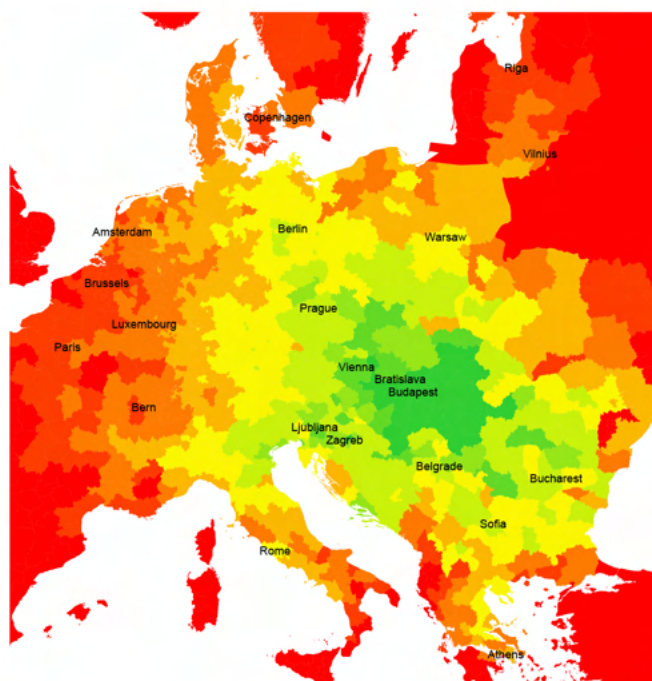 Riga
Copenhagen
Vilnius
Amsterdam
Berlin
Warsaw
Brussels
Prague
Luxembourg
Paris
Vienna
Bratislava
Budapest
Bern
Ljubljana
Zagreb
Belgrade
Bucharest
Sofia
Rome
Athens